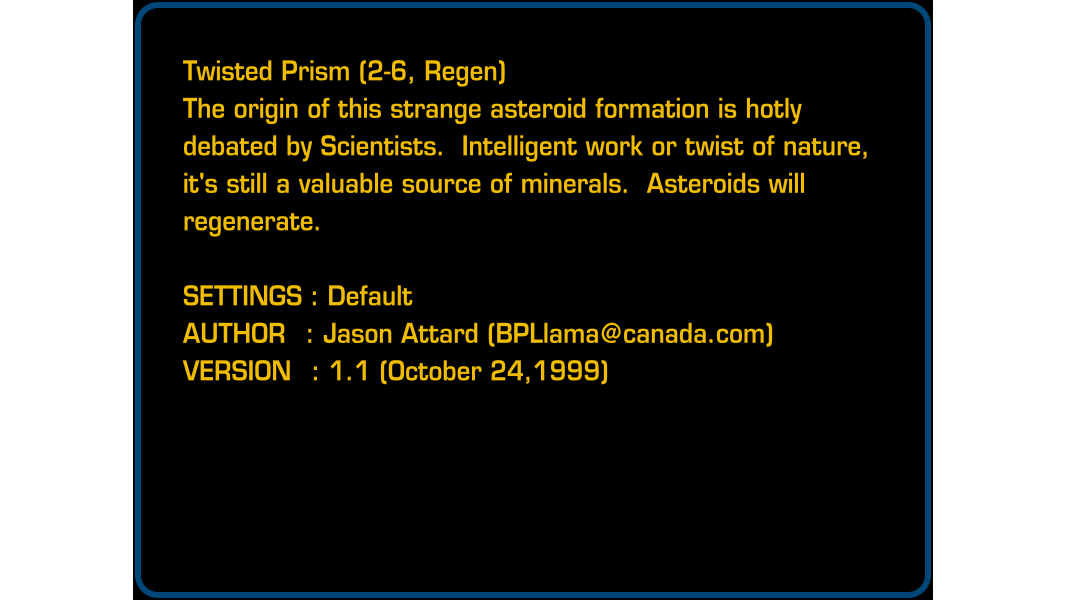 Twisted Prism (2-6, Regen)
The origin of this strange asteroid formation is hotly
debated by Scientists.  Intelligent work or twist of nature,
it's still a valuable source of minerals.  Asteroids will
regenerate.

SETTINGS : Default
AUTHOR   : Jason Attard (BPLlama@canada.com)
VERSION   : 1.1 (October 24,1999)